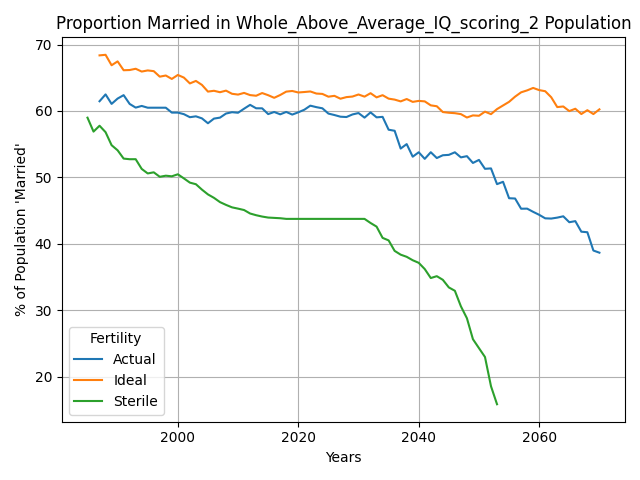 Proportion Married in Whole_Above_Average_IQ_scoring_2 Population
% of Population 'Married'
70
60
50
40
30
20
Fertility
Actual
Ideal
Sterile
2000 2020 2040 2060
Years